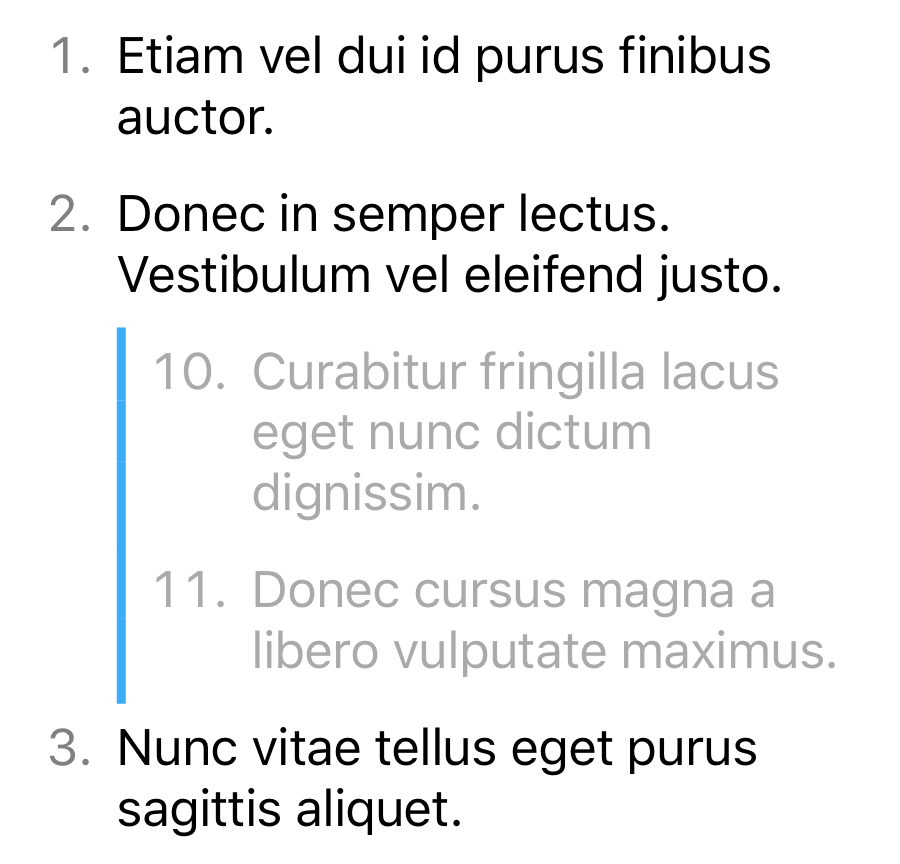 1. Etiam vel dui id purus finibus
auctor.
2. Donec in semper lectus.
Vestibulum vel eleifend justo.
10. Curabitur fringilla lacus
eget nunc dictum
dignissim.
11. Donec cursus magna a
libero vulputate maximus.
3. Nunc vitae tellus eget purus
sagittis aliquet.